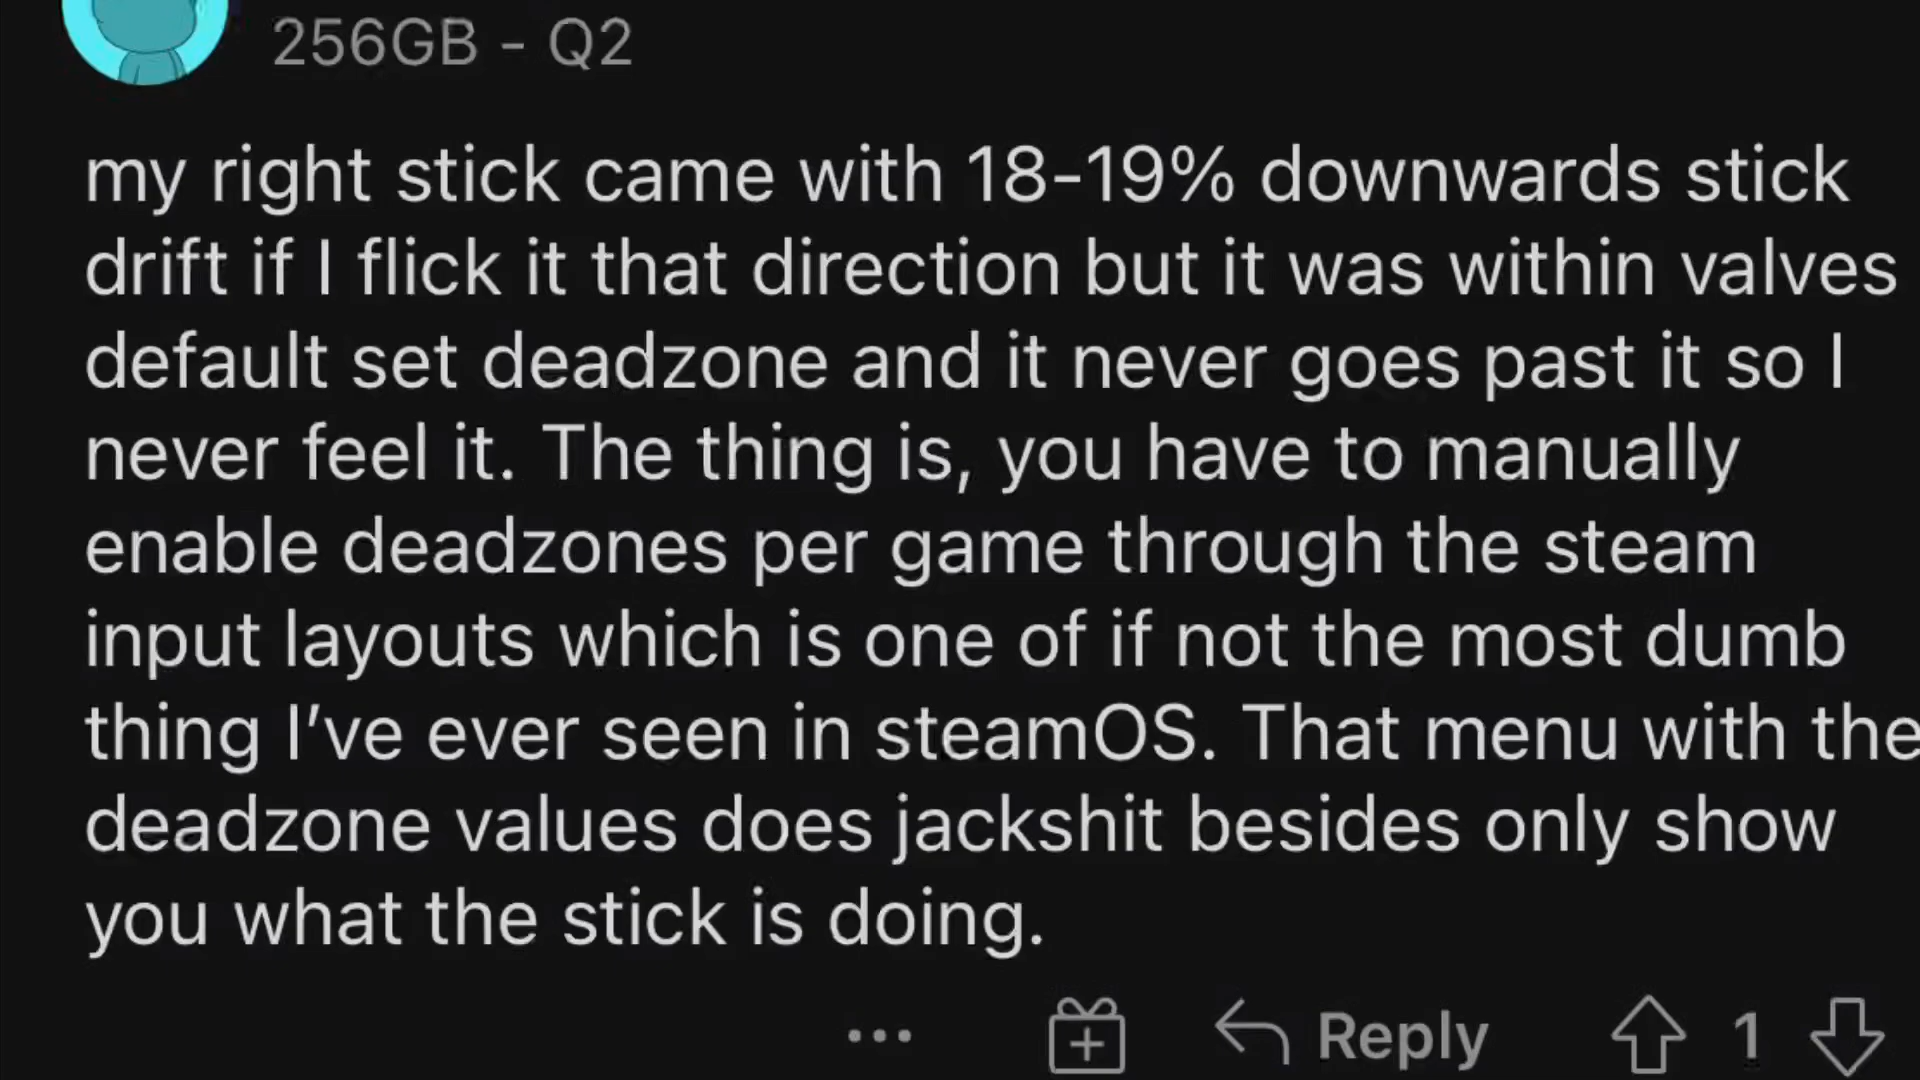 256GB - Q2
my right stick came with 18-19% downwards stick
drift if I flick it that direction but it was within valves
default set deadzone and it never goes past it so I
never feel it. The thing is, you have to manually
enable deadzones per game through the steam
input layouts which is one of if not the most dumb
thing I’ve ever seen in steamOS. That menu with the
deadzone values does jackshit besides only show
you what the stick is doing.
... Reply 1